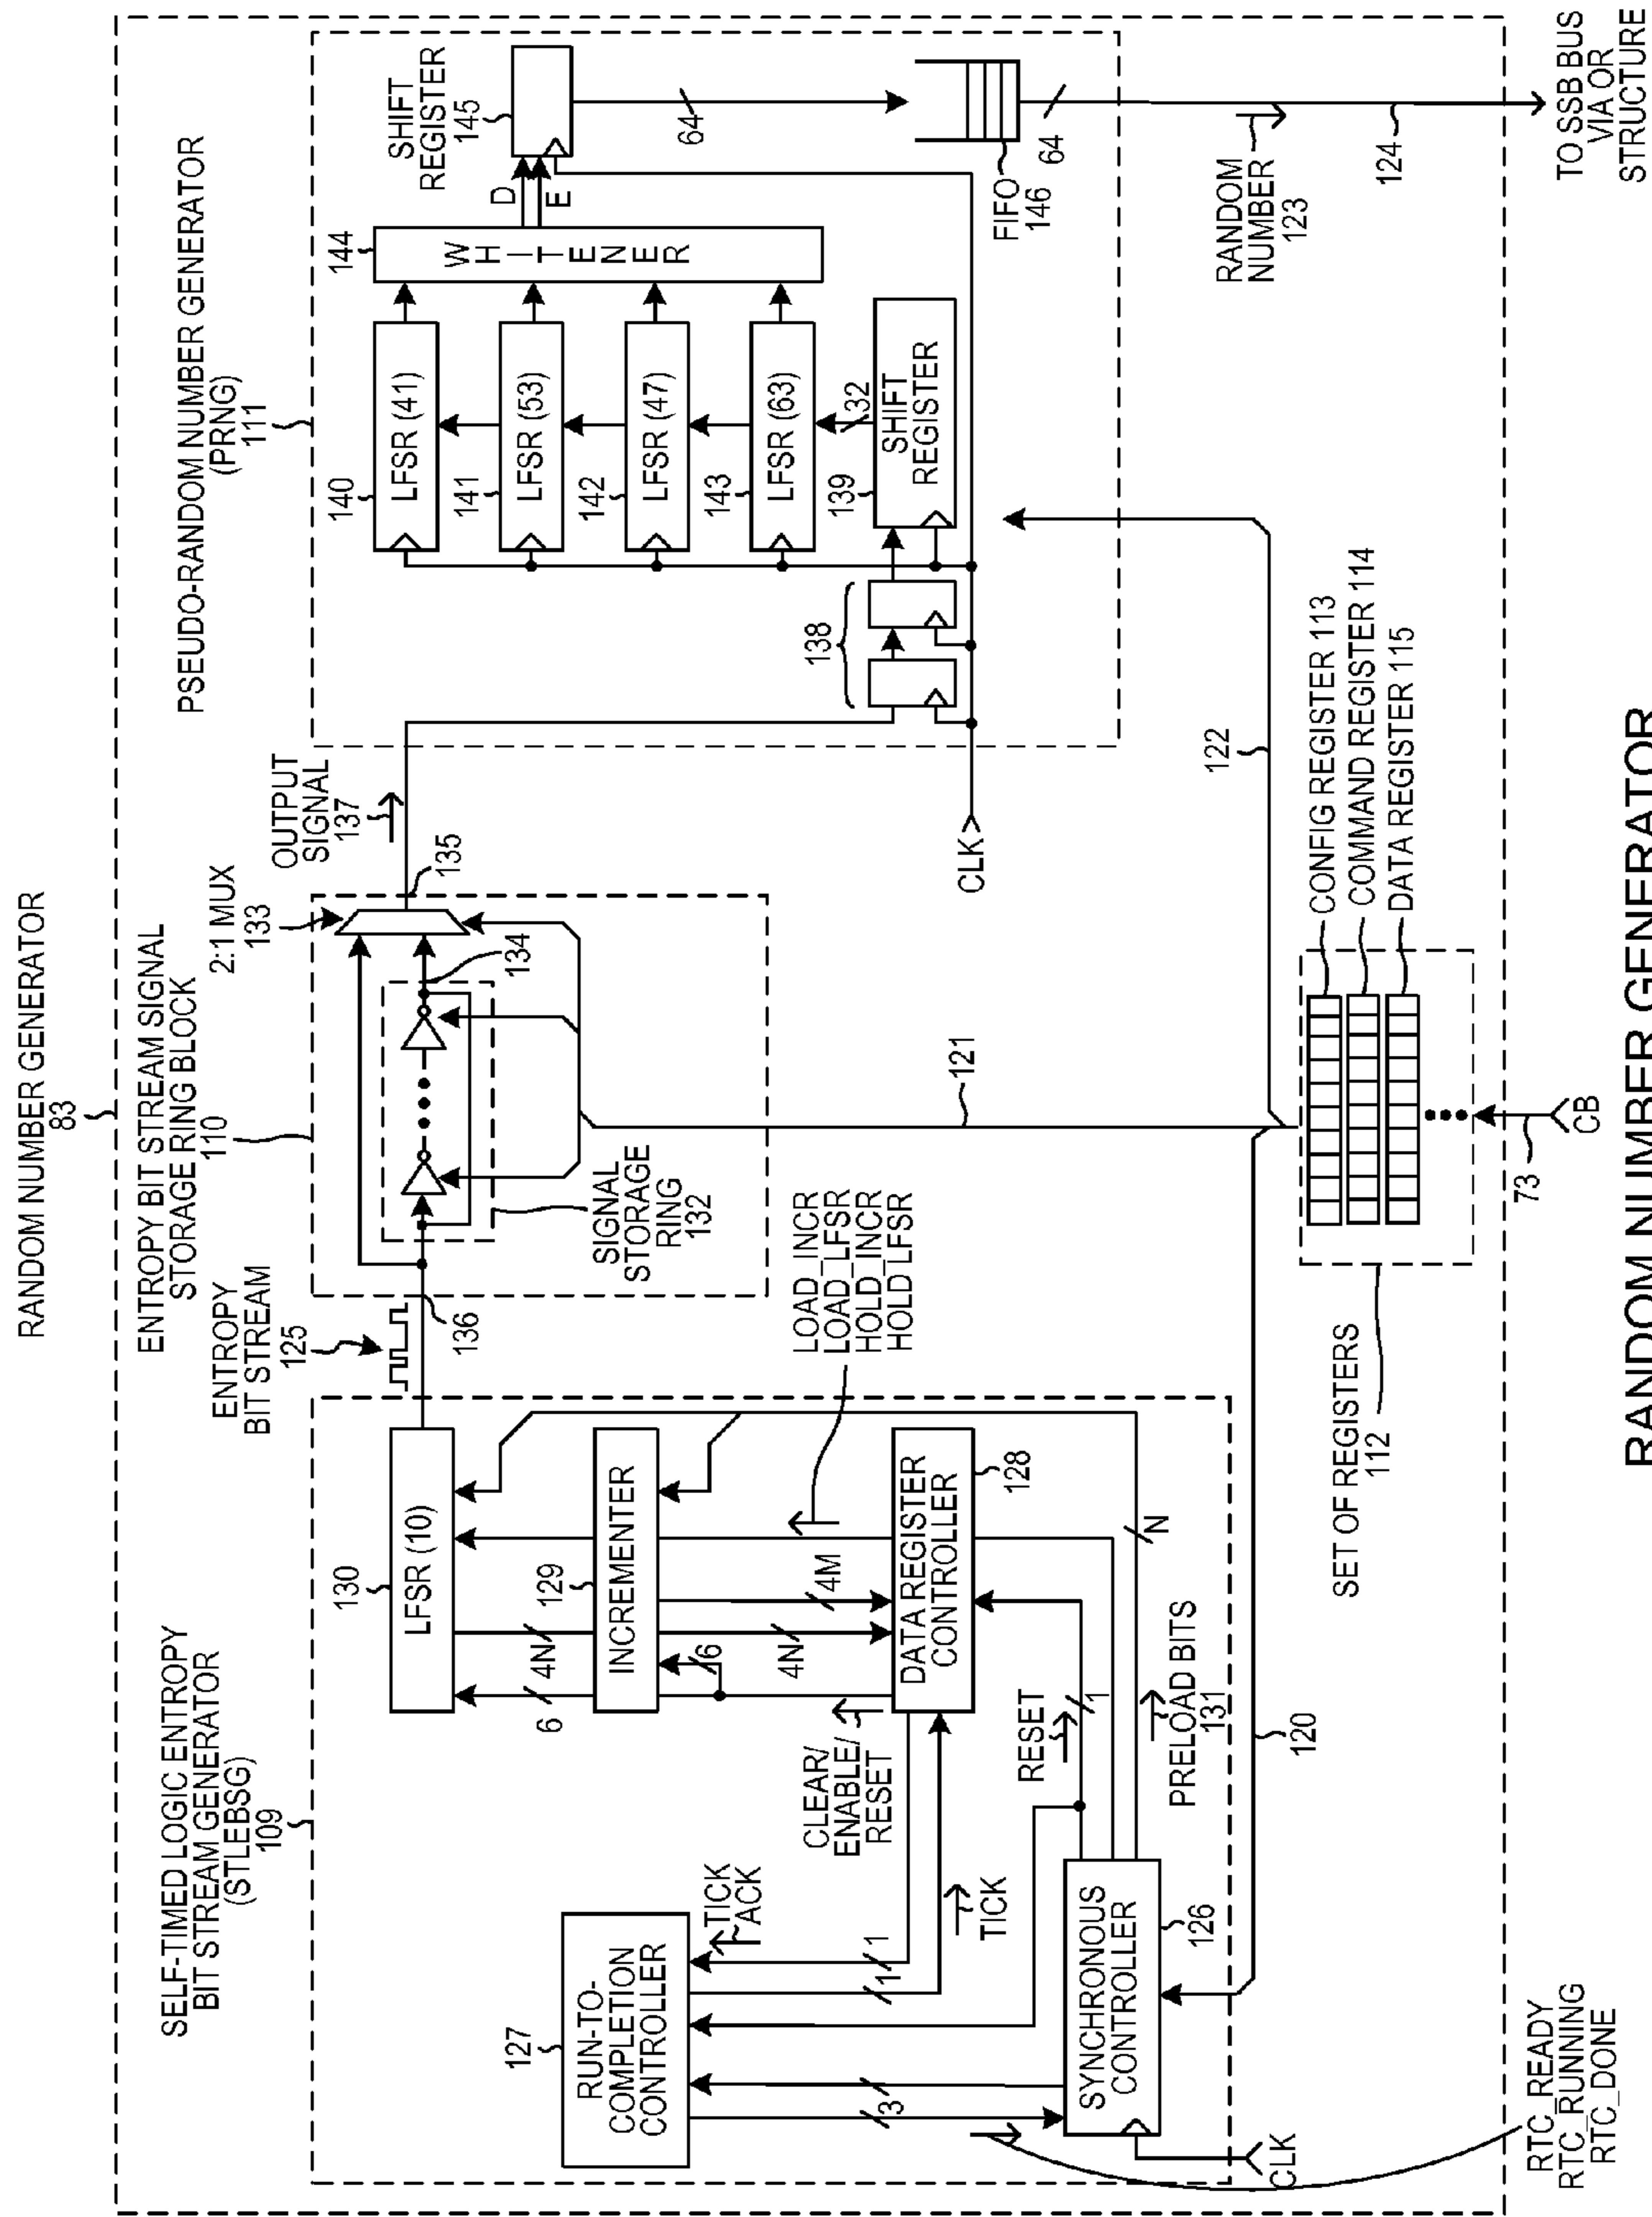 RANDOM NUMBER GENERATOR
83
SELF-TIMED LOGIC ENTROPY
BIT STREAM GENERATOR
(STLEBSG)
109
ENTROPY
BIT STREAM
125
ENTROPY BIT STREAM SIGNAL
STORAGE RING BLOCK
110
2:1 MUX
133
OUTPUT
SIGNAL
137
PSEUDO-RANDOM NUMBER GENERATOR
(PRNG)
111
127
RUN-TO-
COMPLETION
CONTROLLER
TICK
ACK
1
1
3
TICK
CLEAR/
ENABLE/
RESET
130
LFSR (10)
6
4N
129
INCREMENTER
6
4N
4M
DATA REGISTER
CONTROLLER
128
RESET
1
N
PRELOAD BITS
131
SYNCHRONOUS
CONTROLLER
126
CLK
RTC_READY
RTC_RUNNING
RTC_DONE
120
LOAD_INCR
LOAD_LFSR
HOLD_INCR
HOLD LFSR
136
SIGNAL
STORAGE
RING
132
134
135
121
122
SET OF REGISTERS
112
CONFIG REGISTER 113
COMMAND REGISTER 114
DATA REGISTER 115
73
CB
CLK
138
140
LFSR (41)
141
LFSR (53)
142
LFSR (47)
143
LFSR (63)
32
139
SHIFT
REGISTER
144
WHITENER
D
E
SHIFT
REGISTER
145
64
FIFO
146
64
RANDOM
NUMBER
123
124
TO SSB BUS
VIA OR
STRUCTURE
RANDOM NUMBER GENERATOR